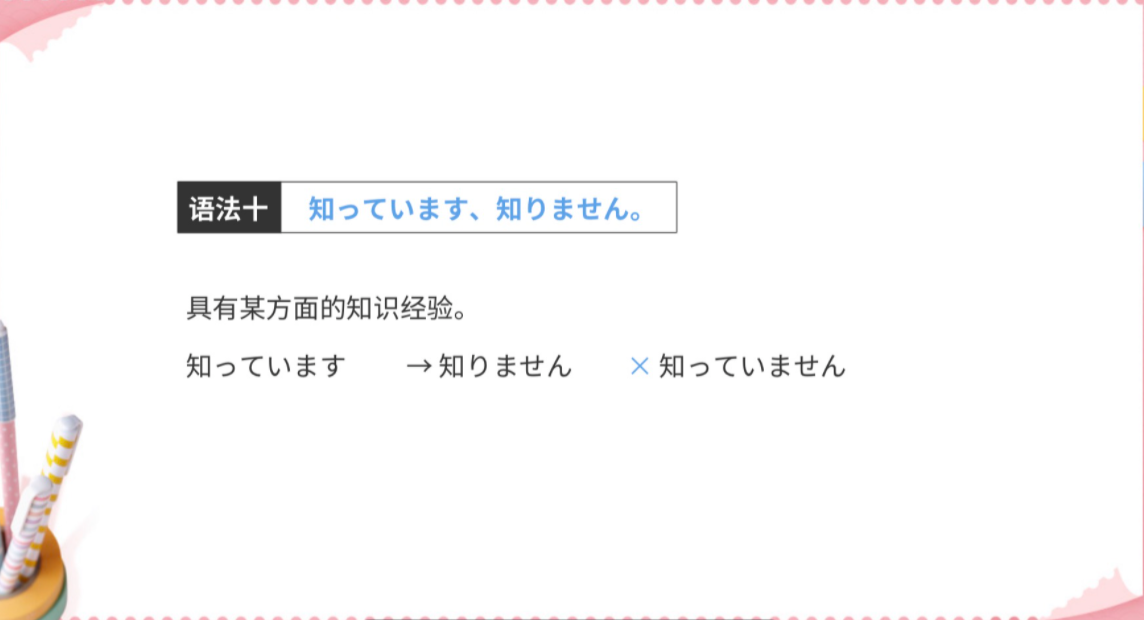 语法十 知っています、知りません。
具有某方面的知识经验。
知っています →知りません ×知っていません